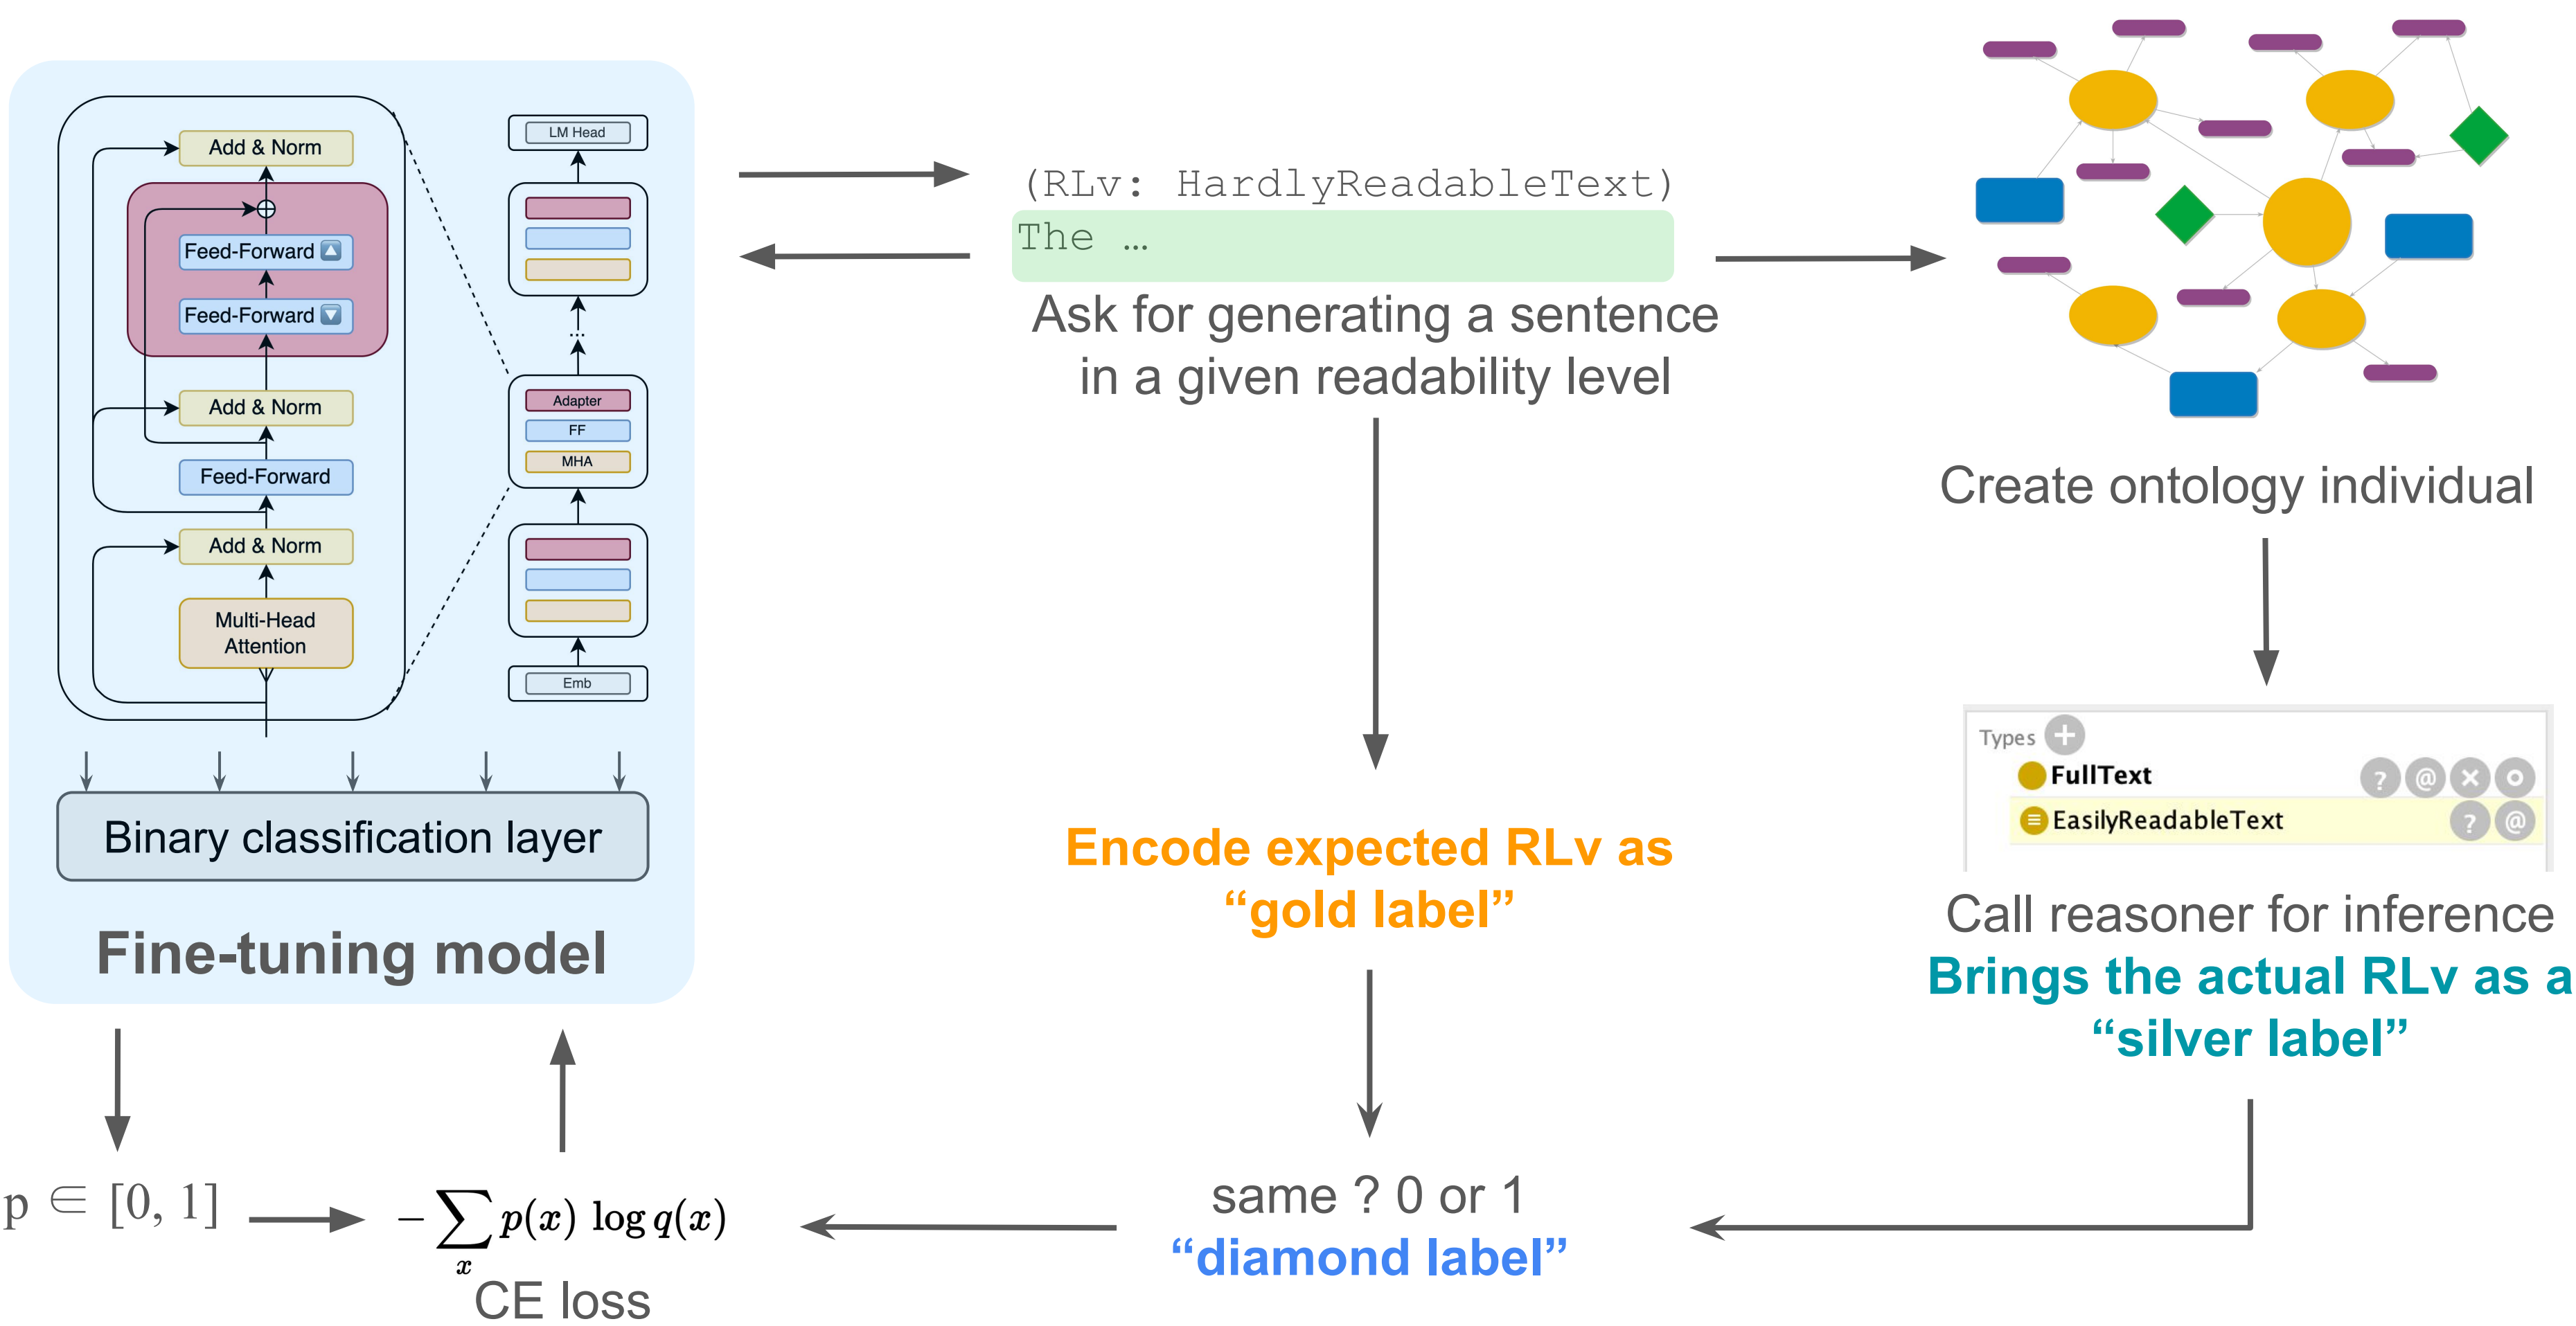 Add & Norm
Feed-Forward 🔼
Feed-Forward 🔽
Add & Norm
Feed-Forward
Add & Norm
Multi-Head
Attention
LM Head
...
Adapter
FF
MHA
Emb
Binary classification layer
Fine-tuning model
p ∈ [0, 1]
− ∑ p(x) log q(x)
x
CE loss
(RLv: HardlyReadableText)
The …
Ask for generating a sentence
in a given readability level
Encode expected RLv as
“gold label”
same ? 0 or 1
“diamond label”
Create ontology individual
Types +
FullText ? @ × o
EasilyReadableText ? @
Call reasoner for inference
Brings the actual RLv as a
“silver label”